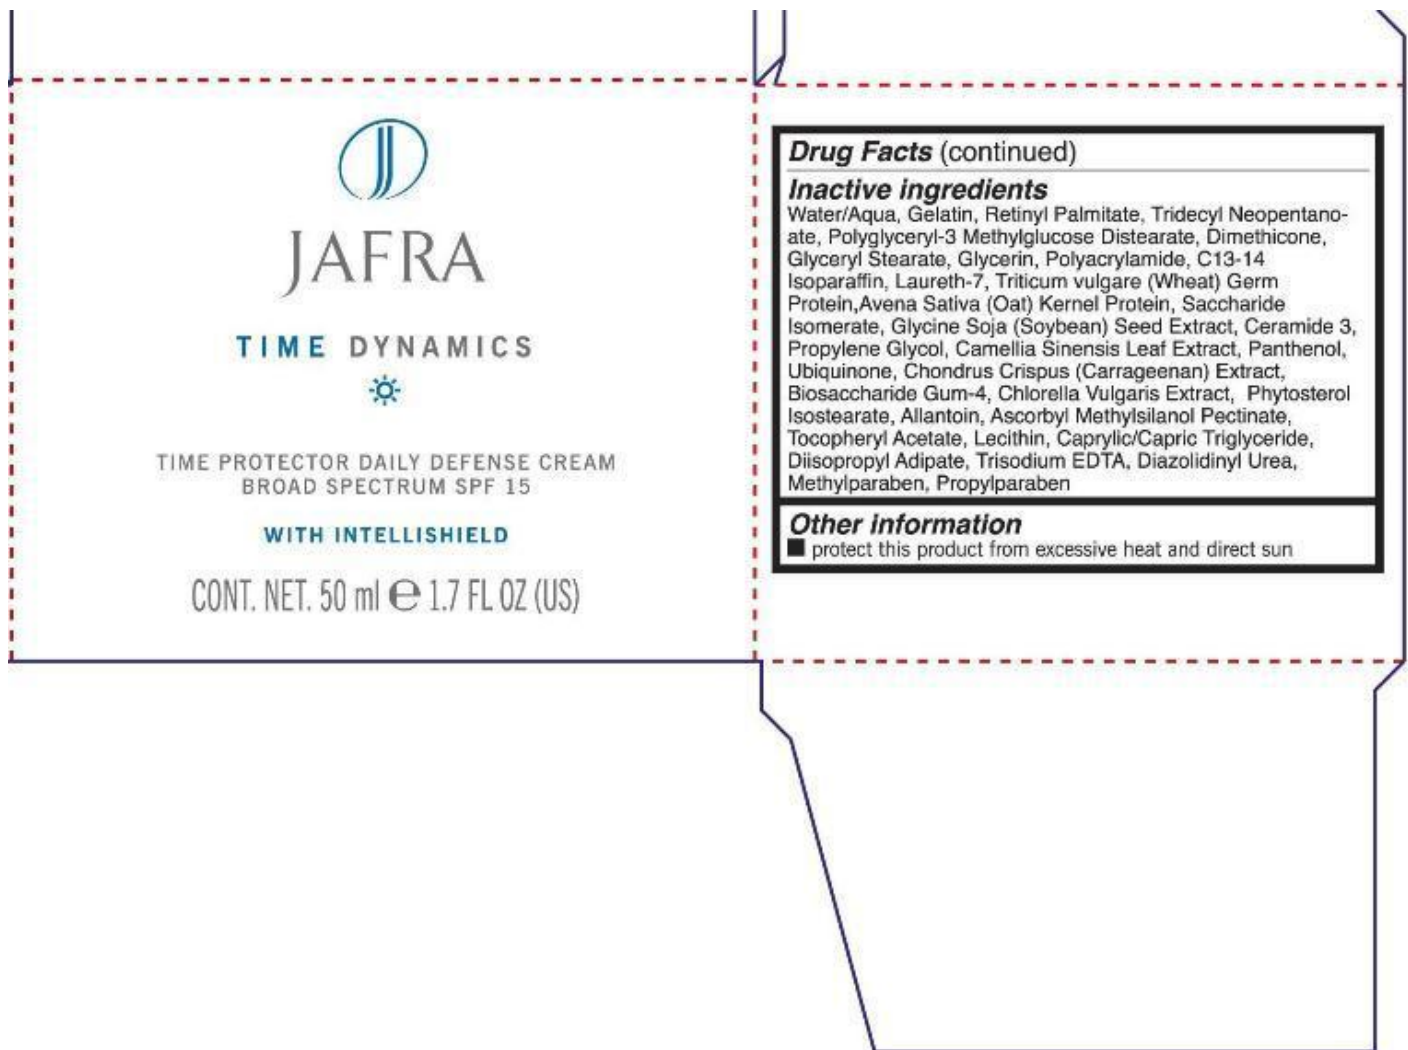 JAFRA
TIME DYNAMICS
TIME PROTECTOR DAILY DEFENSE CREAM
BROAD SPECTRUM SPF 15
WITH INTELLISHIELD
CONT. NET. 50 ml ℮ 1.7 FL OZ (US)
Drug Facts (continued)
Inactive ingredients
Water/Aqua, Gelatin, Retinyl Palmitate, Tridecyl Neopentano-
ate, Polyglyceryl-3 Methylglucose Distearate, Dimethicone,
Glyceryl Stearate, Glycerin, Polyacrylamide, C13-14
Isoparaffin, Laureth-7, Triticum vulgare (Wheat) Germ
Protein,Avena Sativa (Oat) Kernel Protein, Saccharide
Isomerate, Glycine Soja (Soybean) Seed Extract, Ceramide 3,
Propylene Glycol, Camellia Sinensis Leaf Extract, Panthenol,
Ubiquinone, Chondrus Crispus (Carrageenan) Extract,
Biosaccharide Gum-4, Chlorella Vulgaris Extract, Phytosterol
Isostearate, Allantoin, Ascorbyl Methylsilanol Pectinate,
Tocopheryl Acetate, Lecithin, Caprylic/Capric Triglyceride,
Diisopropyl Adipate, Trisodium EDTA, Diazolidinyl Urea,
Methylparaben, Propylparaben
Other information
■ protect this product from excessive heat and direct sun